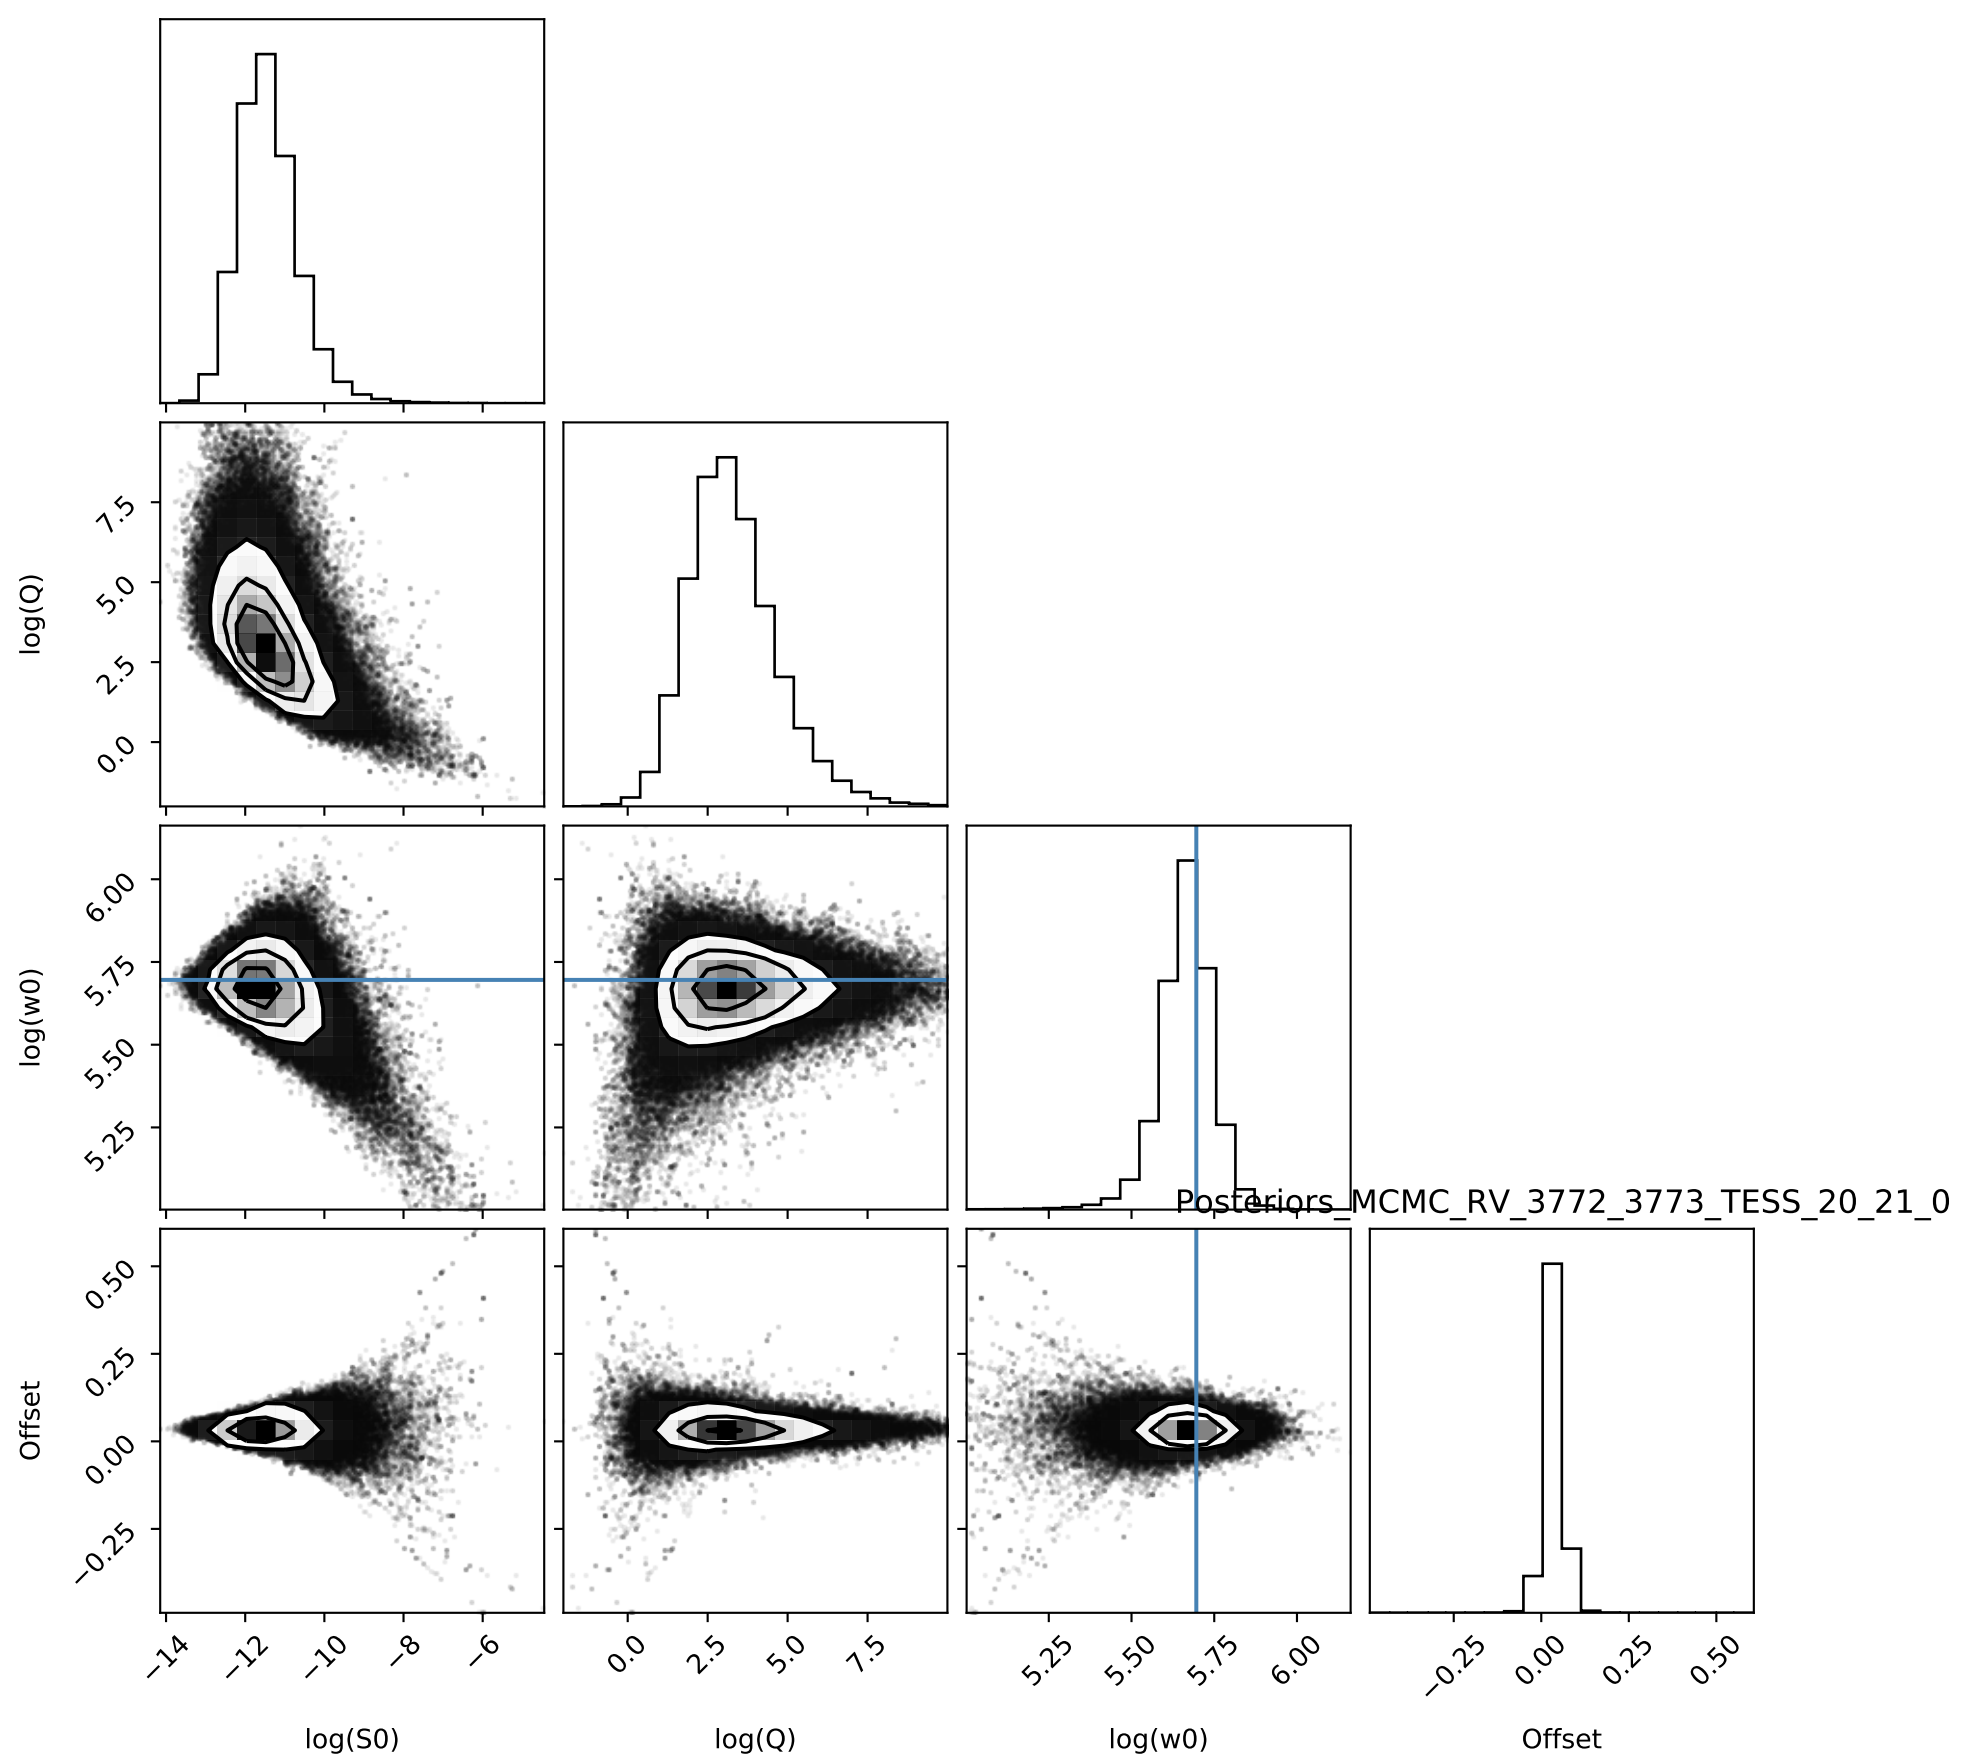 log(Q)
7.5
5.0
2.5
0.0
log(w0)
6.00
5.75
5.50
5.25
Posteriors_MCMC_RV_3772_3773_TESS_20_21_0
Offset
0.50
0.25
0.00
−0.25
−14 −12 −10 −8 −6 0.0 2.5 5.0 7.5 5.25 5.50 5.75 6.00 −0.25 0.00 0.25 0.50
log(S0) log(Q) log(w0) Offset